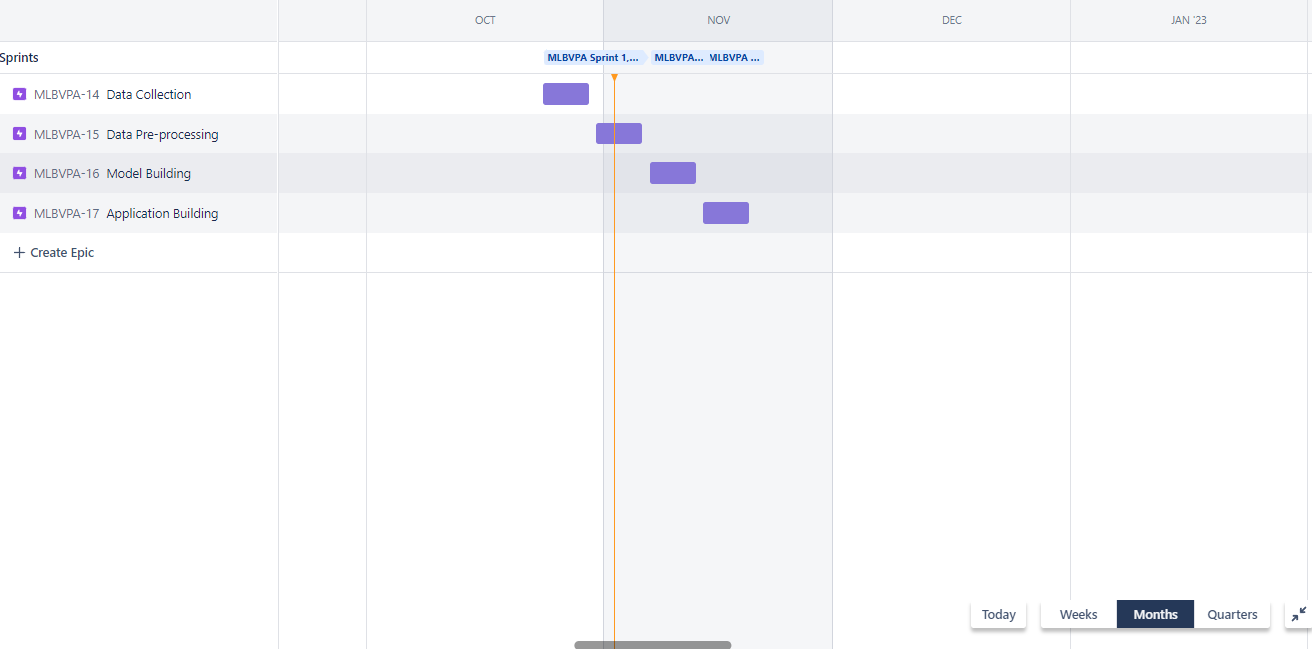 OCT NOV DEC JAN '23
Sprints MLBVPA Sprint 1,... MLBVPA... MLBVPA ...
MLBVPA-14 Data Collection
MLBVPA-15 Data Pre-processing
MLBVPA-16 Model Building
MLBVPA-17 Application Building
+ Create Epic
Today Weeks Months Quarters